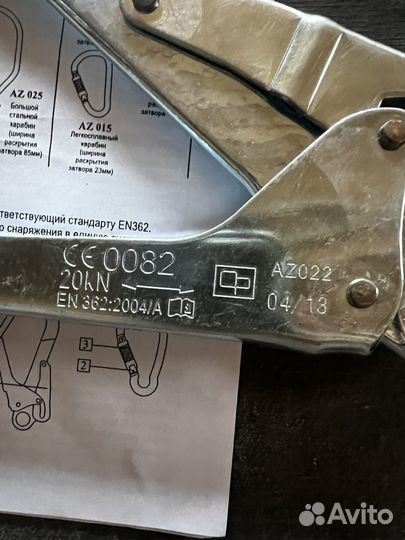 AZ 025
Большой
стальной
карабин
(ширина
раскрытия
затвора 85мм)
AZ 015
Легкосплавный
карабин
(ширина
раскрытия
затвора 23мм)
затвора
тветствующий стандарту EN362.
CE 0082
20kN
EN 362:2004/A
AZ022
04/13
3
2
Avito